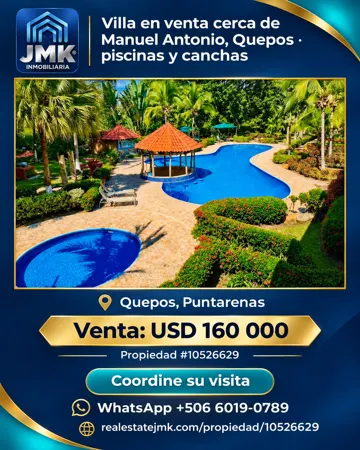 JMK
INMOBILIARIA
Villa en venta cerca de
Manuel Antonio, Quepos ·
piscinas y canchas
Quepos, Puntarenas
Venta: USD 160 000
Propiedad #10526629
Coordine su visita
WhatsApp +506 6019-0789
realestatejmk.com/propiedad/10526629